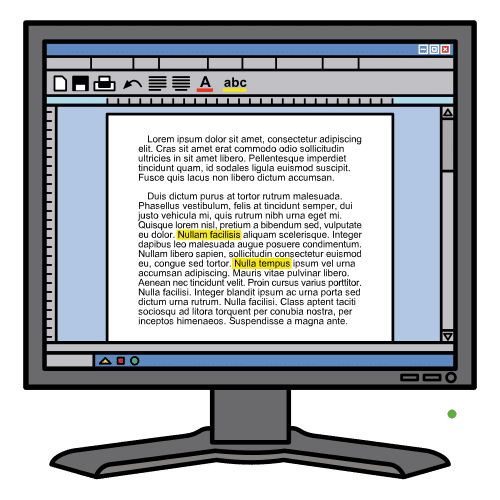 A abc
Lorem ipsum dolor sit amet, consectetur adipiscing
elit. Cras sit amet erat commodo odio sollicitudin
ultricies in sit amet libero. Pellentesque imperdiet
tincidunt quam, id sodales ligula euismod suscipit.
Fusce quis lacus non libero dictum accumsan.
Duis dictum purus at tortor rutrum malesuada.
Phasellus vestibulum, felis at tincidunt semper, dui
justo vehicula mi, quis rutrum nibh urna eget mi.
Quisque lorem nisl, pretium a bibendum sed, vulputate
eu dolor. Nullam facilisis aliquam scelerisque. Integer
dapibus leo malesuada augue posuere condimentum.
Nullam libero sapien, sollicitudin consectetur euismod
eu, congue sed tortor. Nulla tempus ipsum vel urna
accumsan adipiscing. Mauris vitae pulvinar libero.
Aenean nec tincidunt velit. Proin cursus varius porttitor.
Nulla facilisi. Integer blandit ipsum ac urna porta sed
dictum urna rutrum. Nulla facilisi. Class aptent taciti
sociosqu ad litora torquent per conubia nostra, per
inceptos himenaeos. Suspendisse a magna ante.